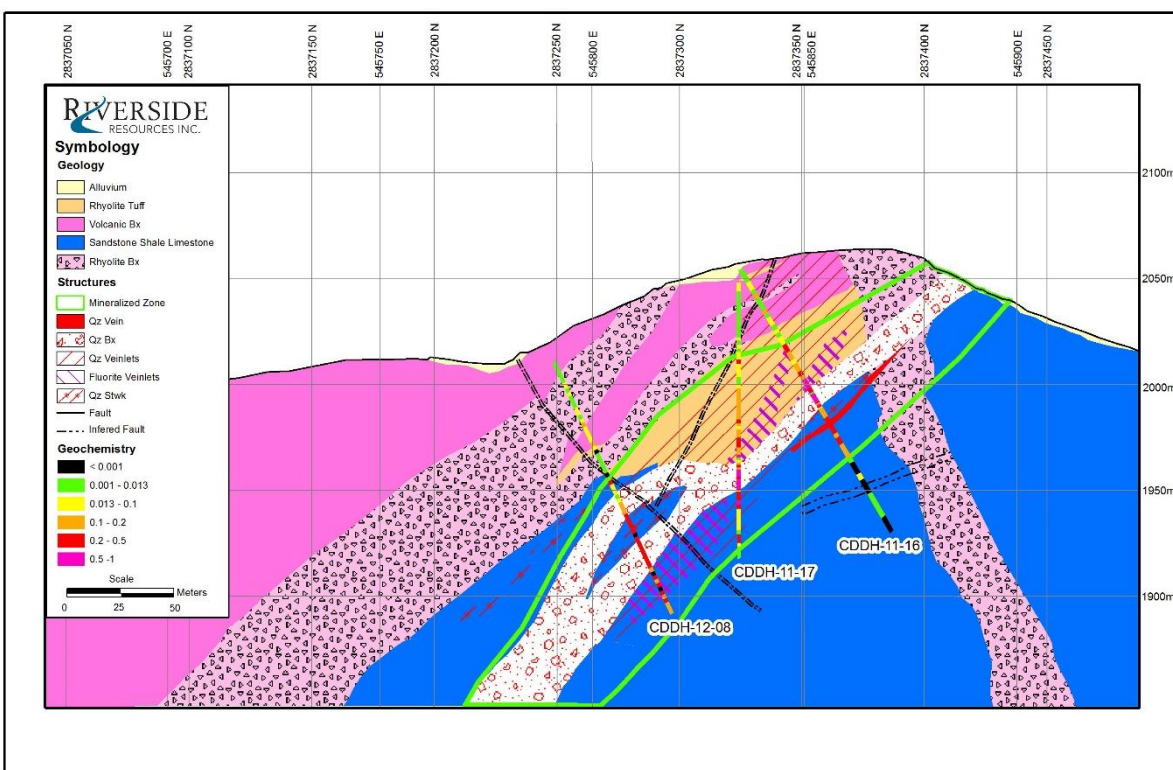 2837050 N
545700 E
2837100 N
2837150 N
545750 E
2837200 N
2837250 N
545800 E
2837300 N
2837350 N
545850 E
2837400 N
545900 E
2837450 N
RIVERSIDE
RESOURCES INC.
Symbology
Geology
Alluvium
Rhyolite Tuff
Volcanic Bx
Sandstone Shale Limestone
Rhyolite Bx
Structures
Mineralized Zone
Qz Vein
Qz Bx
Qz Veinlets
Fluorite Veinlets
Qz Stwk
Fault
Infered Fault
Geochemistry
< 0.001
0.001 - 0.013
0.013 - 0.1
0.1 - 0.2
0.2 - 0.5
0.5 -1
Scale
Meters
0 25 50
2100m
2050m
2000m
1950m
1900m
CDDH-11-16
CDDH-11-17
CDDH-12-08